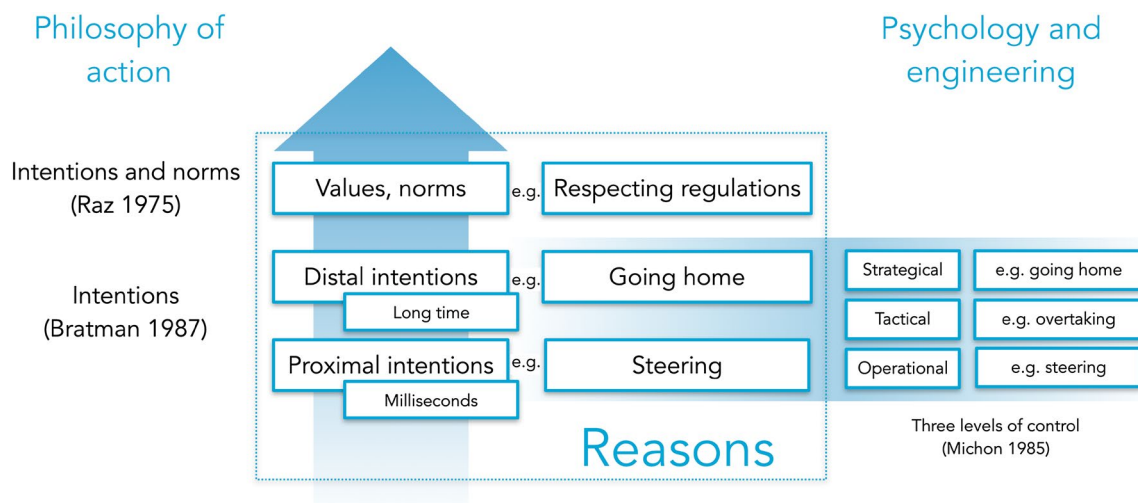 Philosophy of
action
Psychology and
engineering
Intentions and norms
(Raz 1975)
Values, norms
e.g.
Respecting regulations
Intentions
(Bratman 1987)
Distal intentions
Long time
e.g.
Going home
Strategical
e.g. going home
Tactical
e.g. overtaking
Proximal intentions
Milliseconds
e.g.
Steering
Operational
e.g. steering
Three levels of control
(Michon 1985)
Reasons